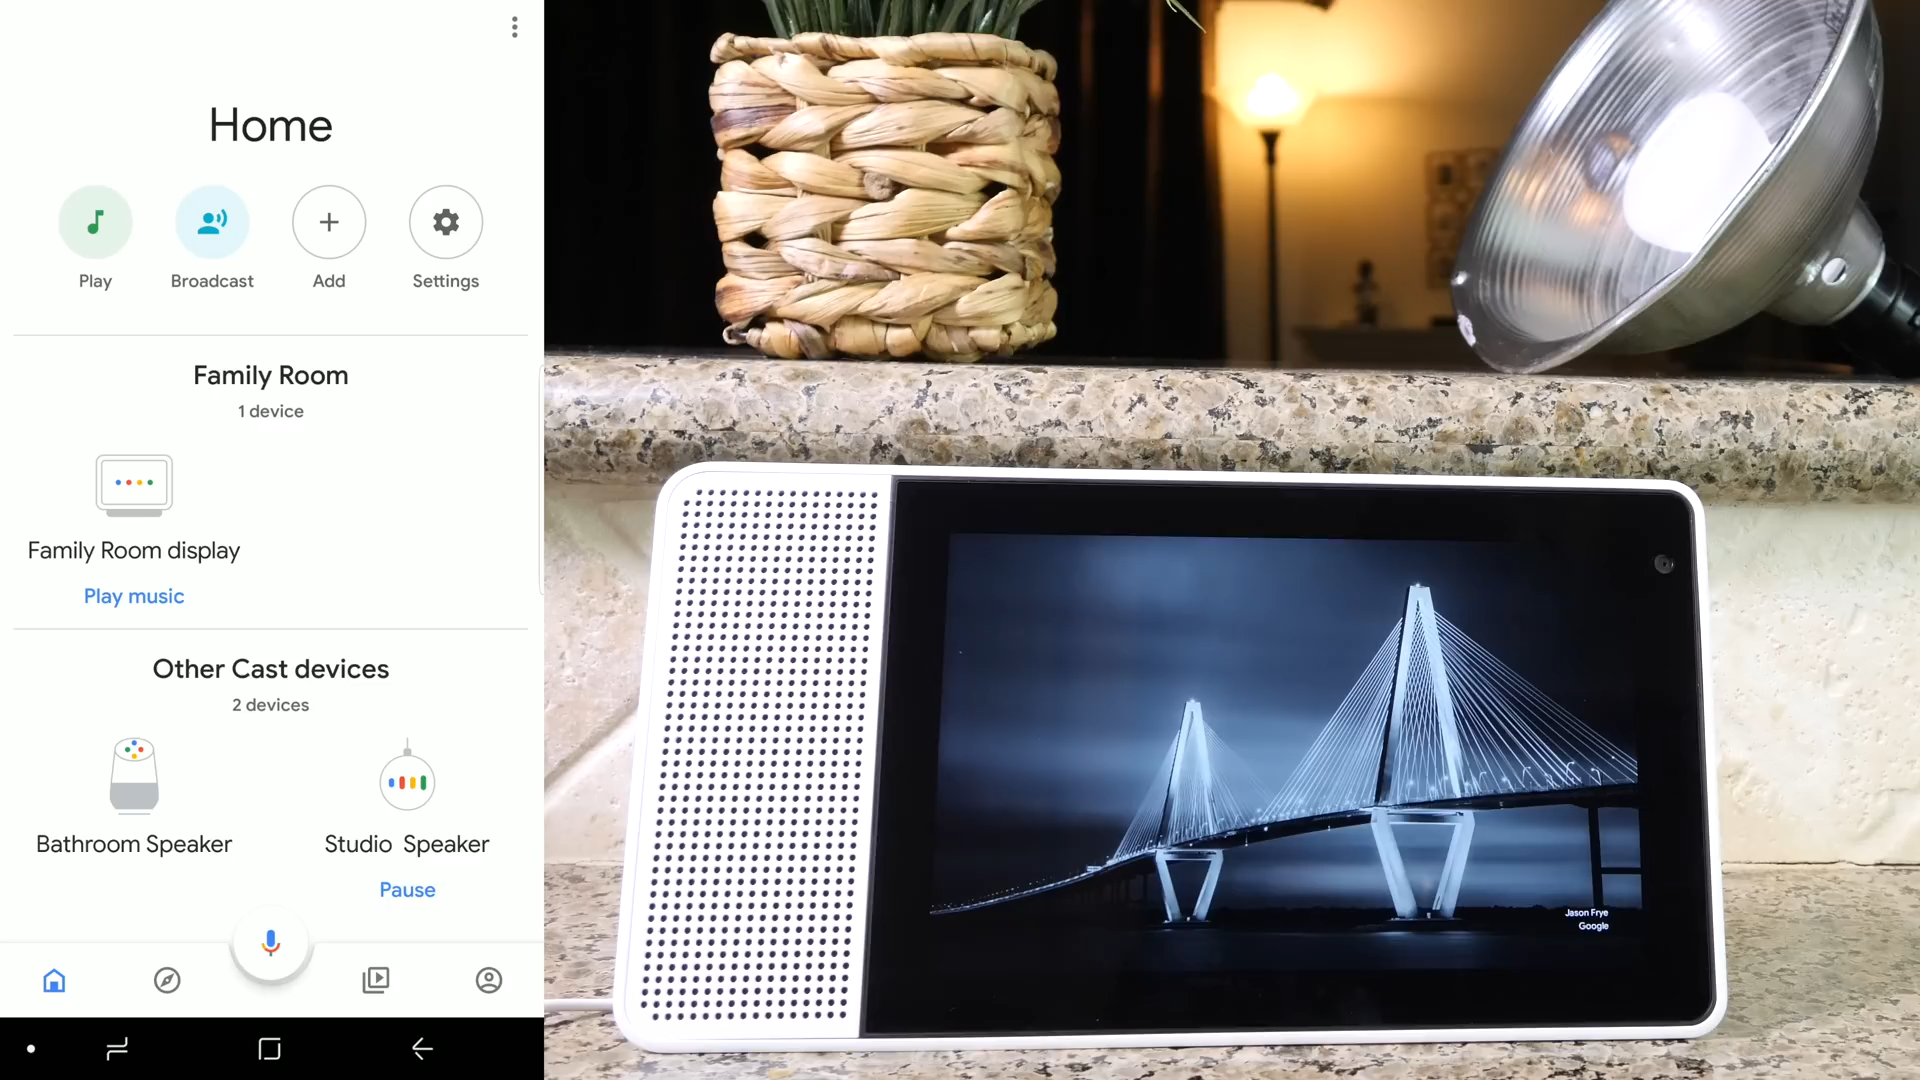 Home
Play
Broadcast
Add
Settings
Family Room
1 device
Family Room display
Play music
Other Cast devices
2 devices
Bathroom Speaker
Studio Speaker
Pause
Jason Frye
Google